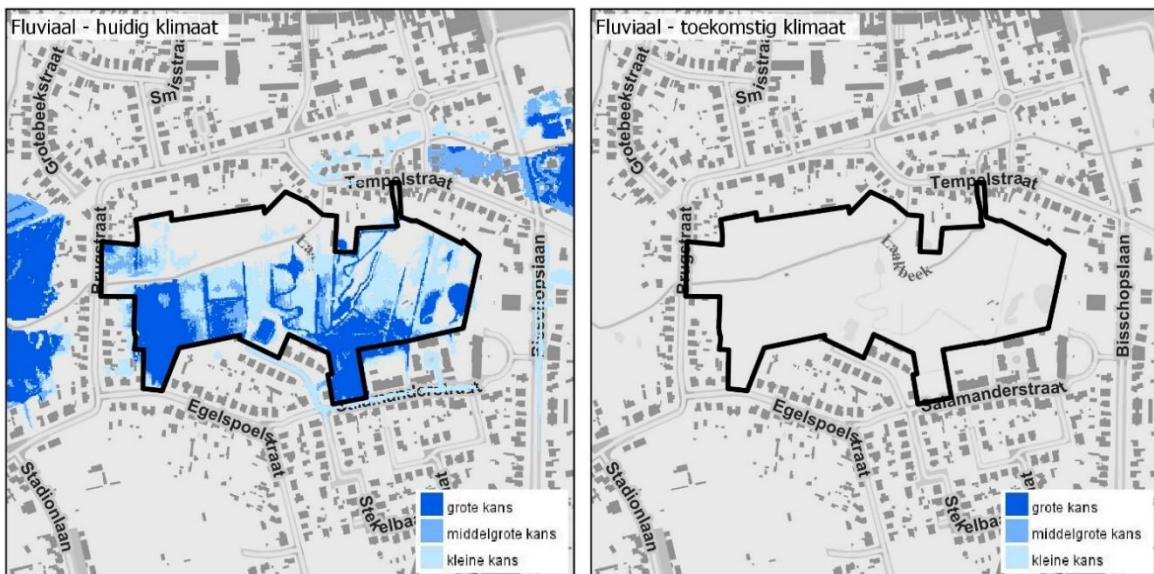 Fluviaal - huidig klimaat
Grotebeekstraat
Smisstraat
Tempelstraat
Brugstraat
Bisschopslaan
Salamanderstraat
Egelspoelstraat
Stadionlaan
grote kans
middelgrote kans
kleine kans
Fluviaal - toekomstig klimaat
Grotebeekstraat
Smisstraat
Tempelstraat
Brugstraat
Laakbeek
Bisschopslaan
Salamanderstraat
Egelspoelstraat
Stadionlaan
grote kans
middelgrote kans
kleine kans